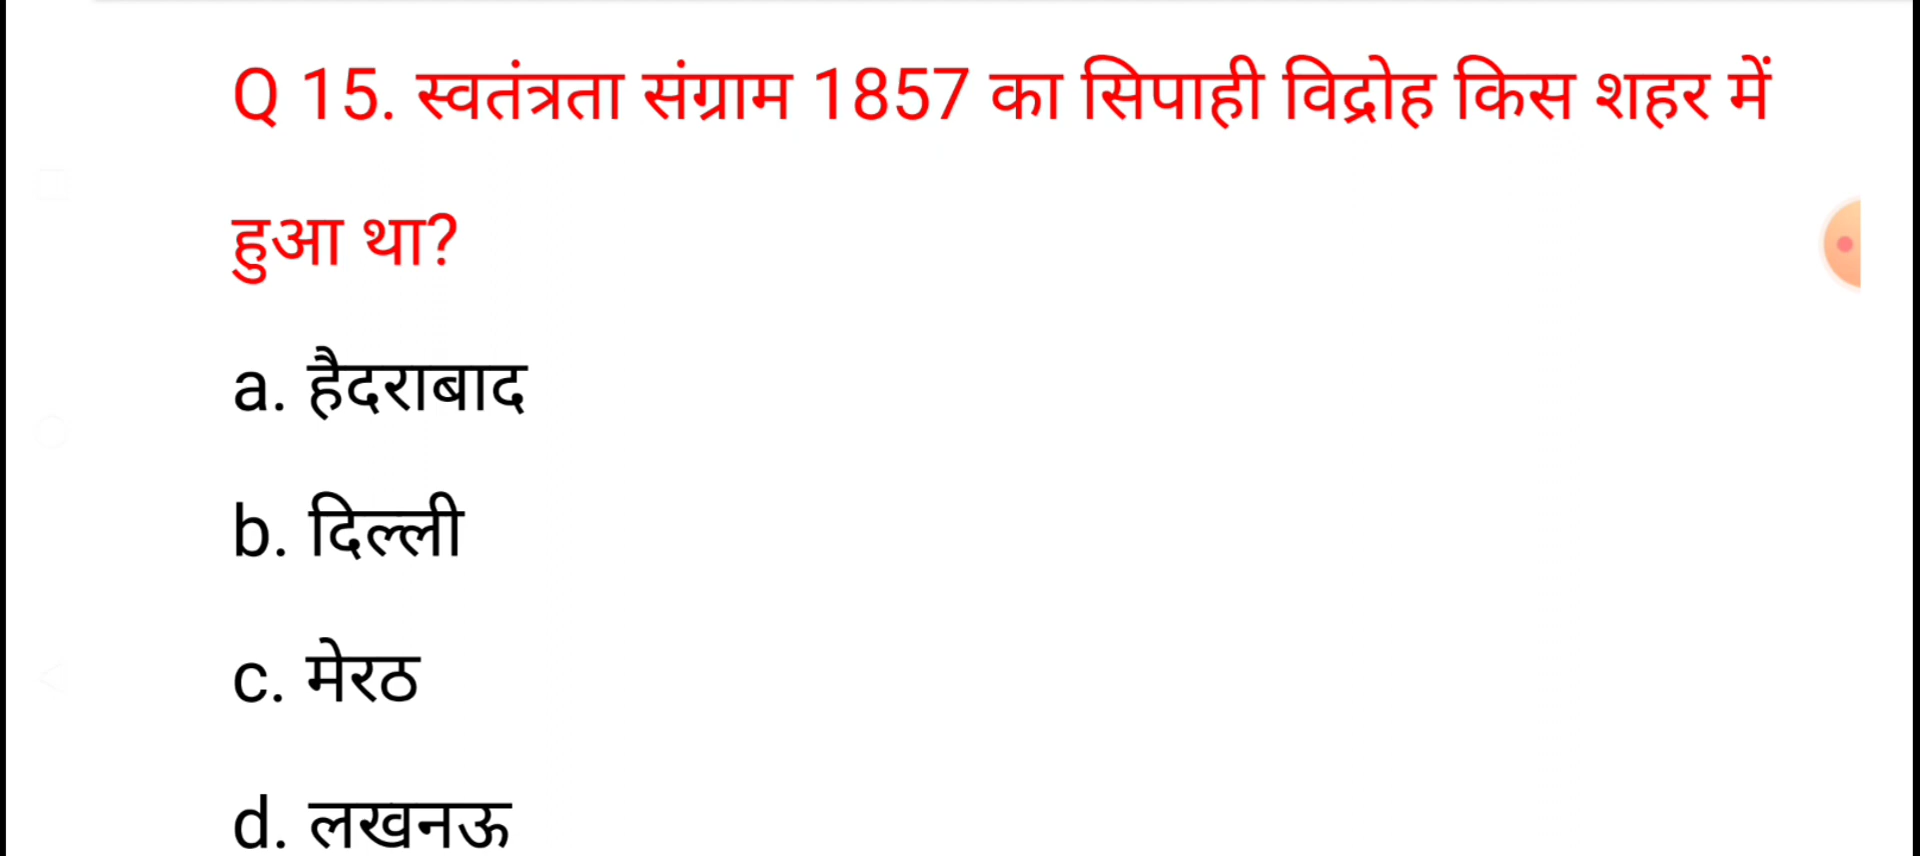 Q 15. स्वतंत्रता संग्राम 1857 का सिपाही विद्रोह किस शहर में
हुआ था?
a. हैदराबाद
b. दिल्ली
c. मेरठ
d. लखनऊ